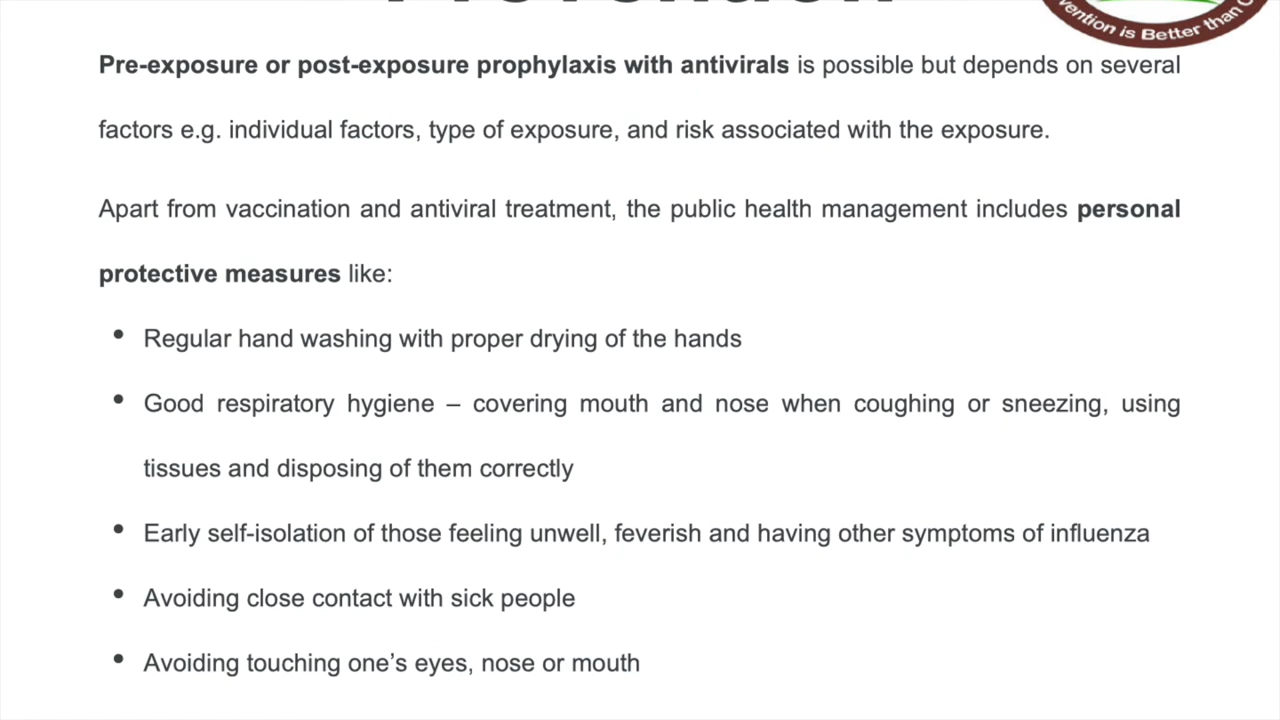 Prevention
vention is Better than C
Pre-exposure or post-exposure prophylaxis with antivirals is possible but depends on several
factors e.g. individual factors, type of exposure, and risk associated with the exposure.
Apart from vaccination and antiviral treatment, the public health management includes personal
protective measures like:
• Regular hand washing with proper drying of the hands
• Good respiratory hygiene – covering mouth and nose when coughing or sneezing, using
tissues and disposing of them correctly
• Early self-isolation of those feeling unwell, feverish and having other symptoms of influenza
• Avoiding close contact with sick people
• Avoiding touching one’s eyes, nose or mouth